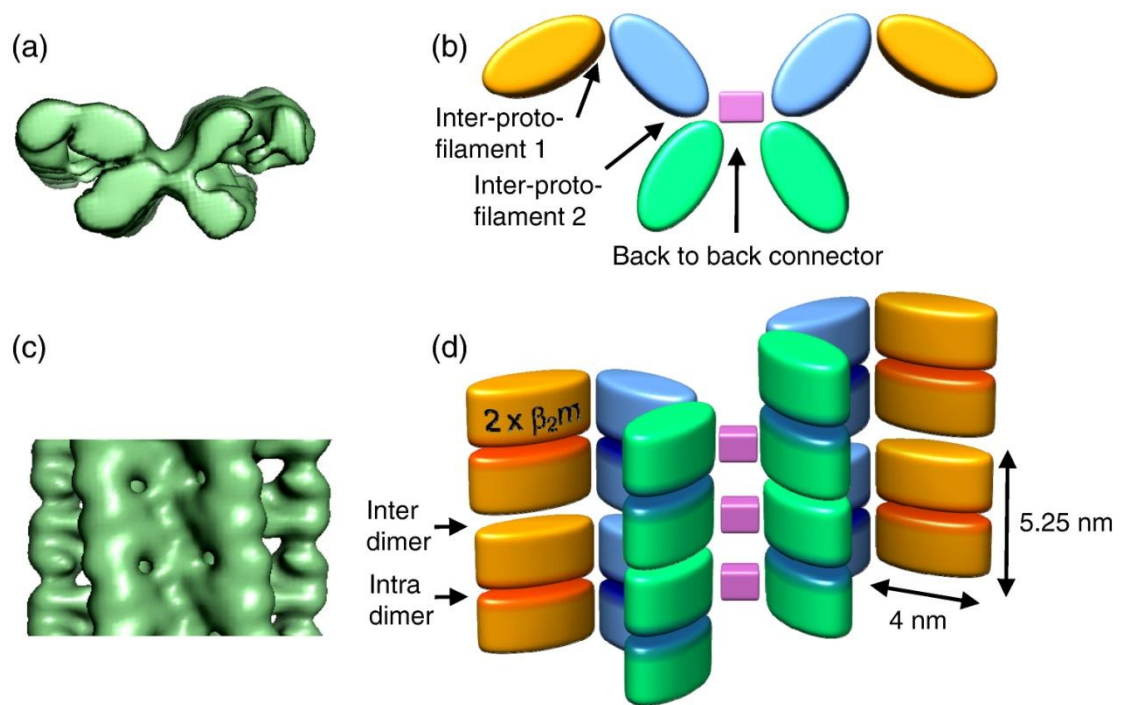 (a)
(b)
Inter-proto-
filament 1
Inter-proto-
filament 2
Back to back connector
(c)
(d)
2 x β₂m
Inter
dimer
Intra
dimer
5.25 nm
4 nm